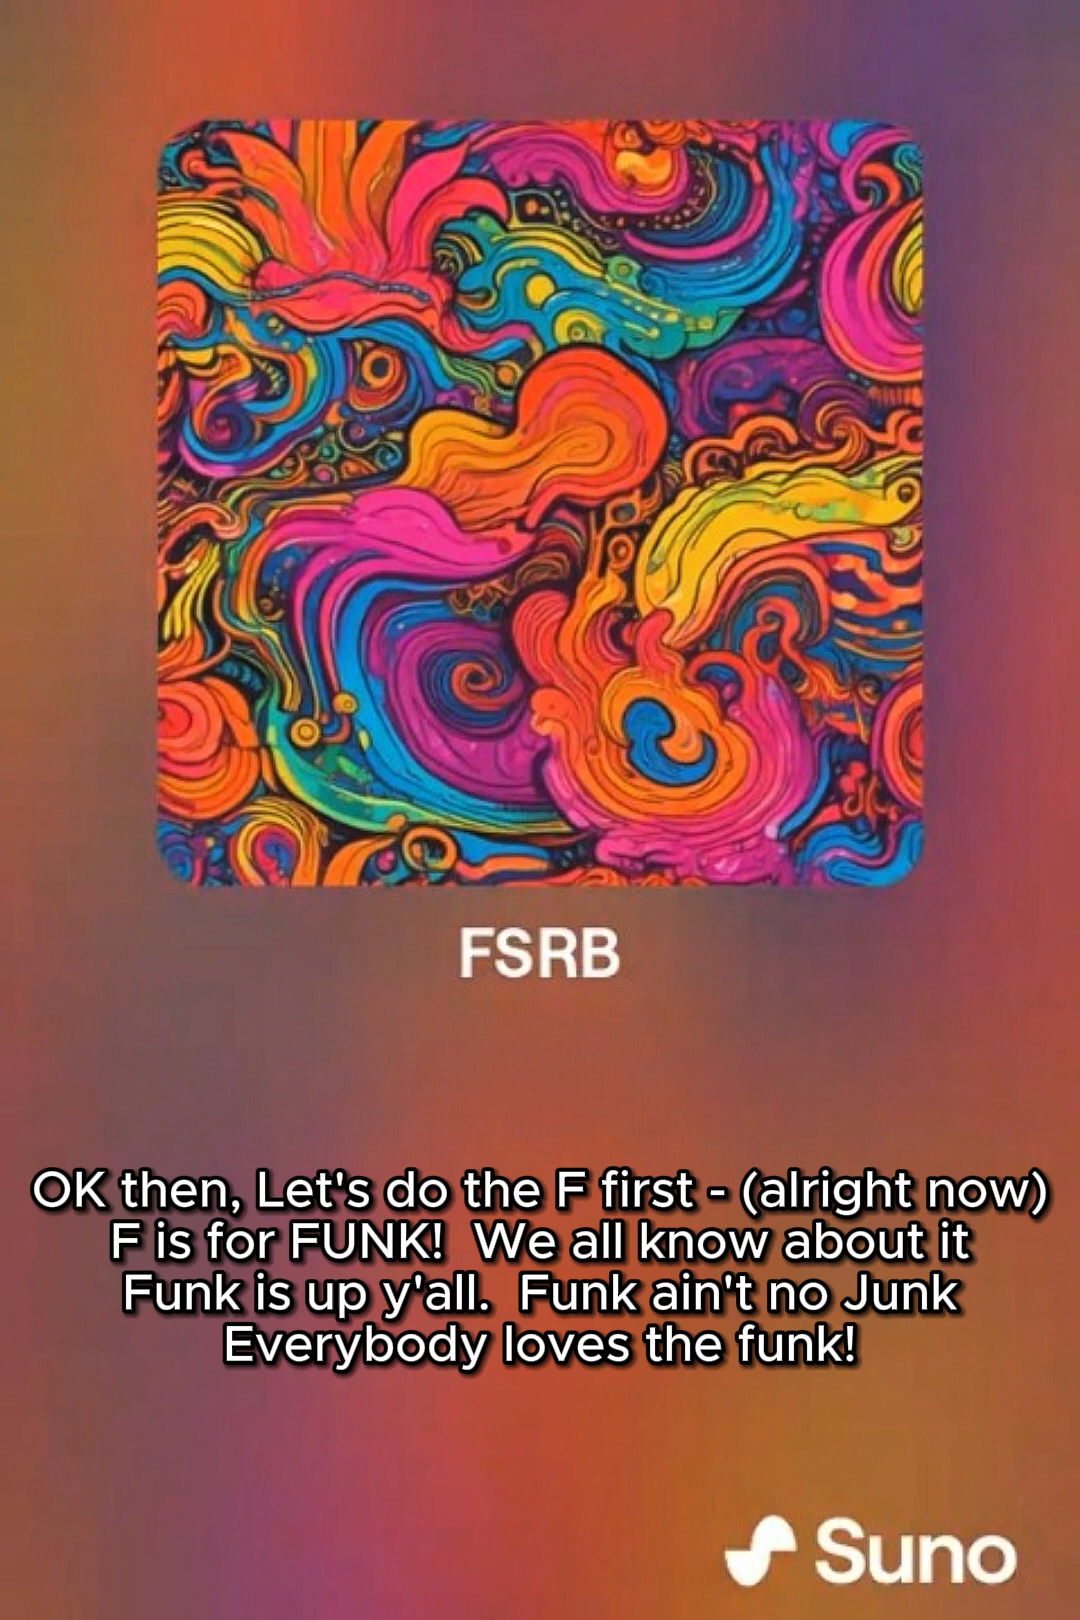 FSRB
OK then, Let's do the F first - (alright now)
F is for FUNK!  We all know about it
Funk is up y'all.  Funk ain't no Junk
Everybody loves the funk!
Suno